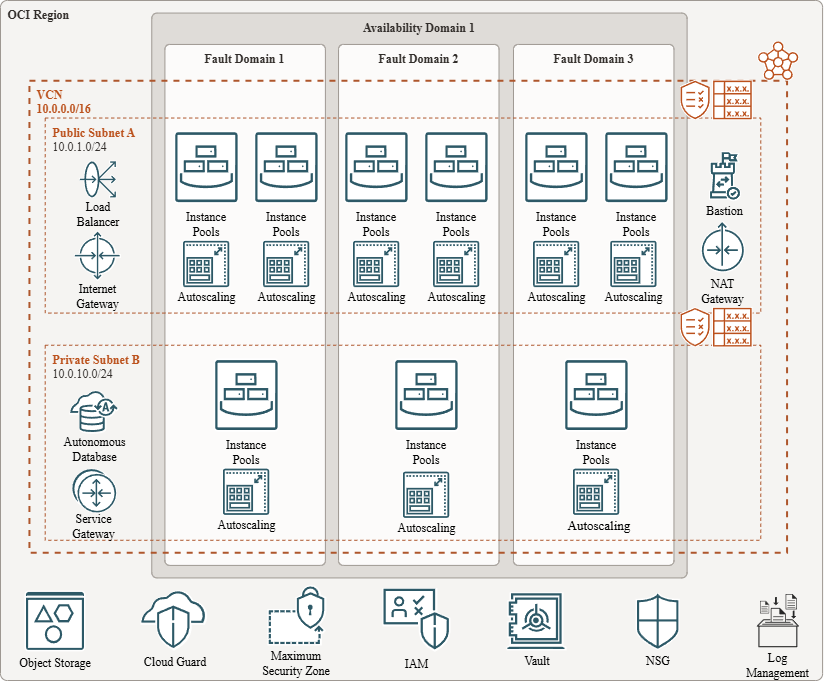 OCI Region
Availability Domain 1
Fault Domain 1
Fault Domain 2
Fault Domain 3
VCN
10.0.0.0/16
X.X.X.
X.X.X.
X.X.X.
Public Subnet A
10.0.1.0/24
Load
Balancer
Internet
Gateway
Instance
Pools
Instance
Pools
Instance
Pools
Instance
Pools
Instance
Pools
Instance
Pools
Autoscaling
Autoscaling
Autoscaling
Autoscaling
Autoscaling
Autoscaling
Bastion
NAT
Gateway
X.X.X.
X.X.X.
X.X.X.
Private Subnet B
10.0.10.0/24
A
Autonomous
Database
Service
Gateway
Instance
Pools
Instance
Pools
Instance
Pools
Autoscaling
Autoscaling
Autoscaling
Object Storage
Cloud Guard
Maximum
Security Zone
IAM
Vault
NSG
Log
Management